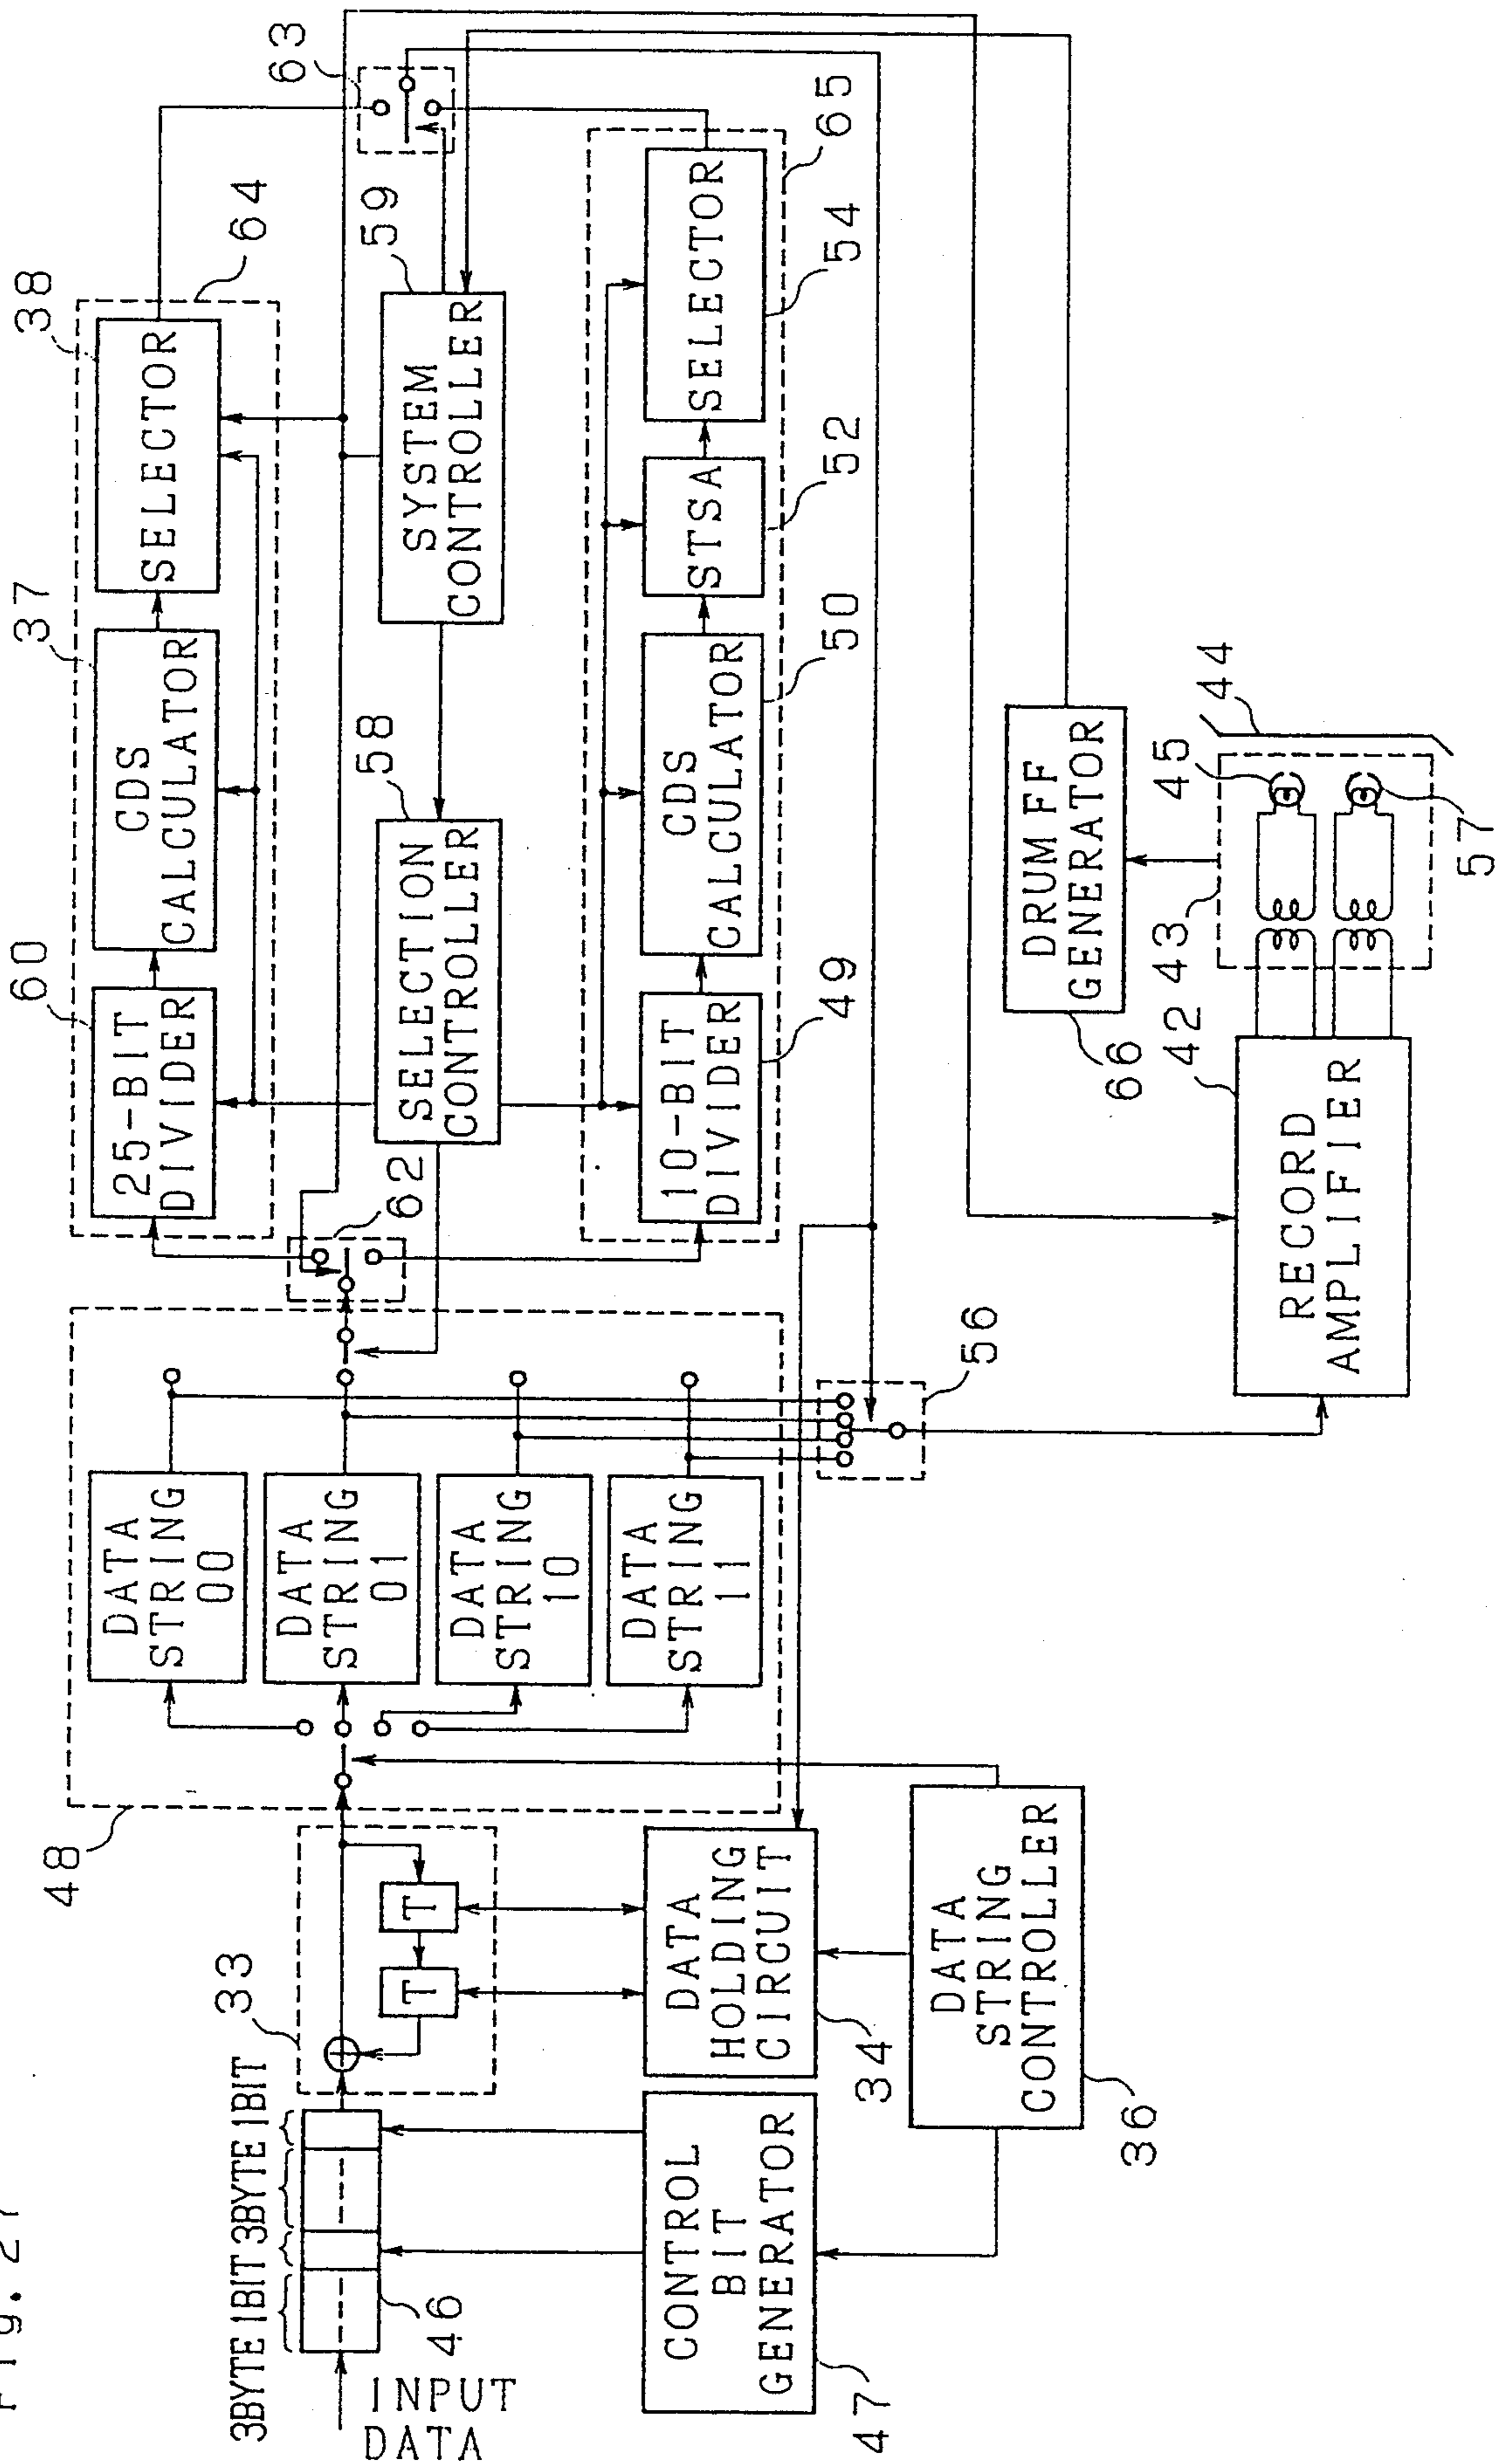 Fig. 27
3BYTE 1BIT 3BYTE 1BIT
INPUT
DATA
46
33
T
T
47
CONTROL
BIT
GENERATOR
34
DATA
HOLDING
CIRCUIT
36
DATA
STRING
CONTROLLER
48
DATA
STRING
00
DATA
STRING
01
DATA
STRING
10
DATA
STRING
11
56
62
60
25-BIT
DIVIDER
37
CDS
CALCULATOR
38
SELECTOR
64
58
SELECTION
CONTROLLER
59
SYSTEM
CONTROLLER
63
10-BIT
DIVIDER
49
CDS
CALCULATOR
50
STSA
52
SELECTOR
54
65
66
DRUM FF
GENERATOR
42
RECORD
AMPLIFIER
43
45
44
57